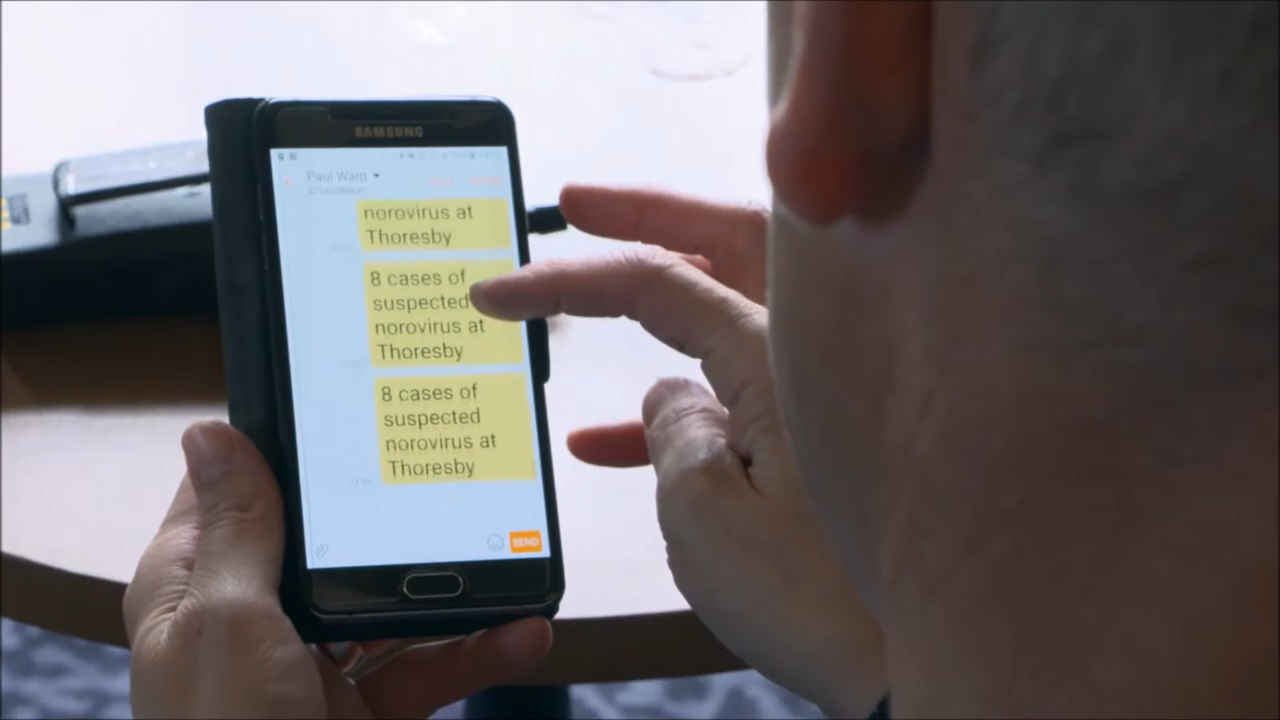 SAMSUNG
Paul Ward
norovirus at
Thoresby
8 cases of
suspected
norovirus at
Thoresby
8 cases of
suspected
norovirus at
Thoresby
SEND